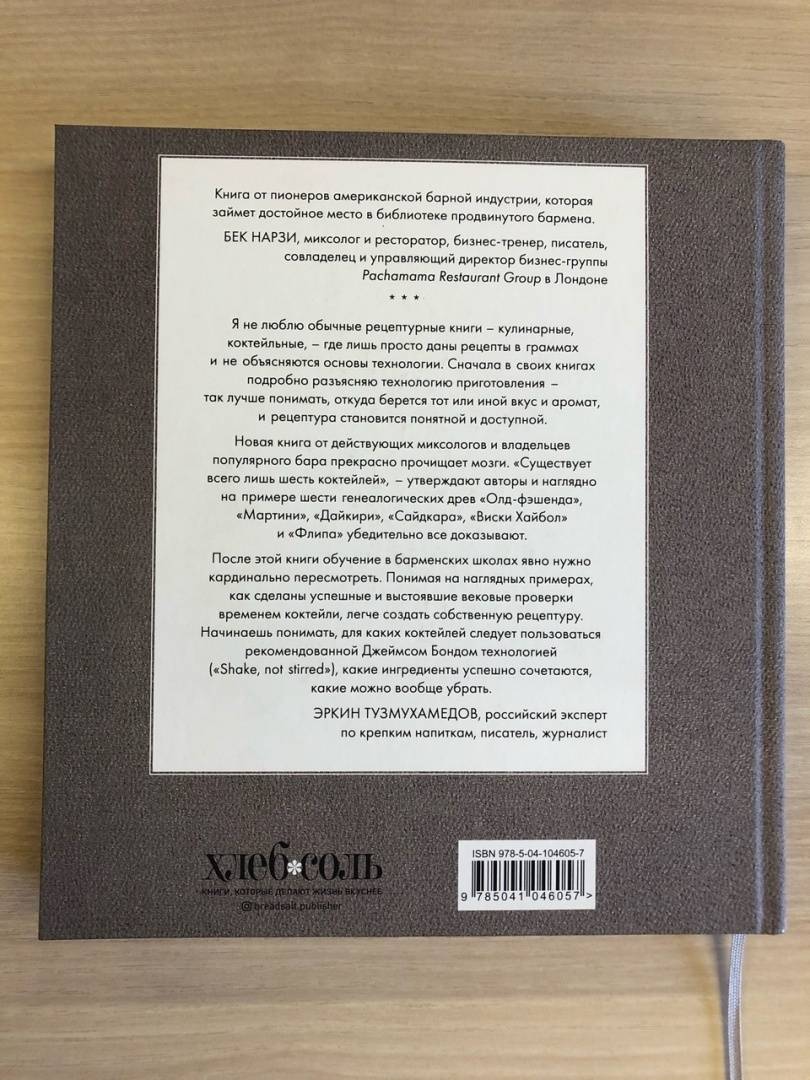 Книга от пионеров американской барной индустрии, которая
займет достойное место в библиотеке продвинутого бармена.
БЕК НАРЗИ, миксолог и ресторатор, бизнес-тренер, писатель,
совладелец и управляющий директор бизнес-группы
Pachamama Restaurant Group в Лондоне
* * *
Я не люблю обычные рецептурные книги – кулинарные,
коктейльные, – где лишь просто даны рецепты в граммах
и не объясняются основы технологии. Сначала в своих книгах
подробно разъясняю технологию приготовления –
так лучше понимать, откуда берется тот или иной вкус и аромат,
и рецептура становится понятной и доступной.
Новая книга от действующих миксологов и владельцев
популярного бара прекрасно прочищает мозги. «Существует
всего лишь шесть коктейлей», – утверждают авторы и наглядно
на примере шести генеалогических древ «Олд-фэшенда»,
«Мартини», «Дайкири», «Сайдкара», «Виски Хайбол»
и «Флипа» убедительно все доказывают.
После этой книги обучение в барменских школах явно нужно
кардинально пересмотреть. Понимая на наглядных примерах,
как сделаны успешные и выстоявшие вековые проверки
временем коктейли, легче создать собственную рецептуру.
Начинаешь понимать, для каких коктейлей следует пользоваться
рекомендованной Джеймсом Бондом технологией
(«Shake, not stirred»), какие ингредиенты успешно сочетаются,
какие можно вообще убрать.
ЭРКИН ТУЗМУХАМЕДОВ, российский эксперт
по крепким напиткам, писатель, журналист
хлеб*соль
КНИГИ, КОТОРЫЕ ДЕЛАЮТ ЖИЗНЬ ВКУСНЕЕ
breadsalt.publisher
ISBN 978-5-04-104605-7
9 785041 046057 >